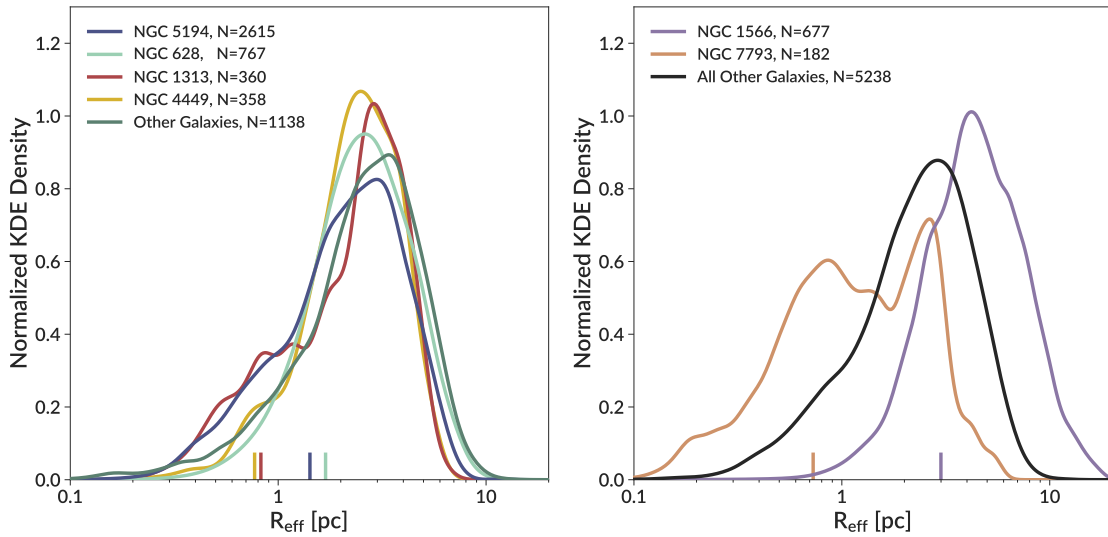 NGC 5194, N=2615
NGC 628, N=767
NGC 1313, N=360
NGC 4449, N=358
Other Galaxies, N=1138
Normalized KDE Density
1.2
1.0
0.8
0.6
0.4
0.2
0.0
0.1
1
10
R_eff [pc]
NGC 1566, N=677
NGC 7793, N=182
All Other Galaxies, N=5238
Normalized KDE Density
1.2
1.0
0.8
0.6
0.4
0.2
0.0
0.1
1
10
R_eff [pc]